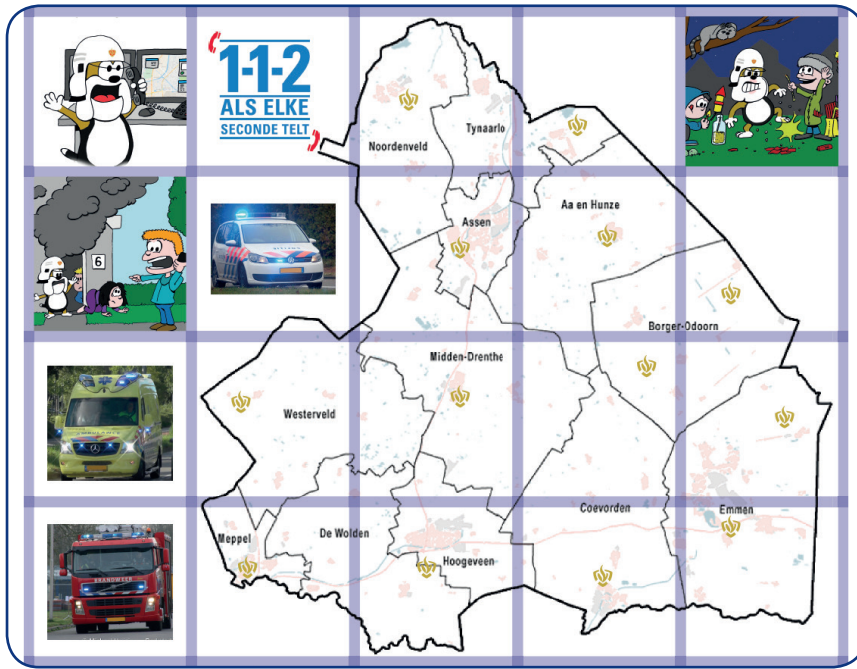 1-1-2
ALS ELKE
SECONDE TELT
Tynaarlo
Noordenveld
Aa en Hunze
Assen
6
Borger-Odoorn
Midden-Drenthe
Westerveld
AMBULANCE
Coevorden
Emmen
De Wolden
Meppel
Hoogeveen
BRANDWEER